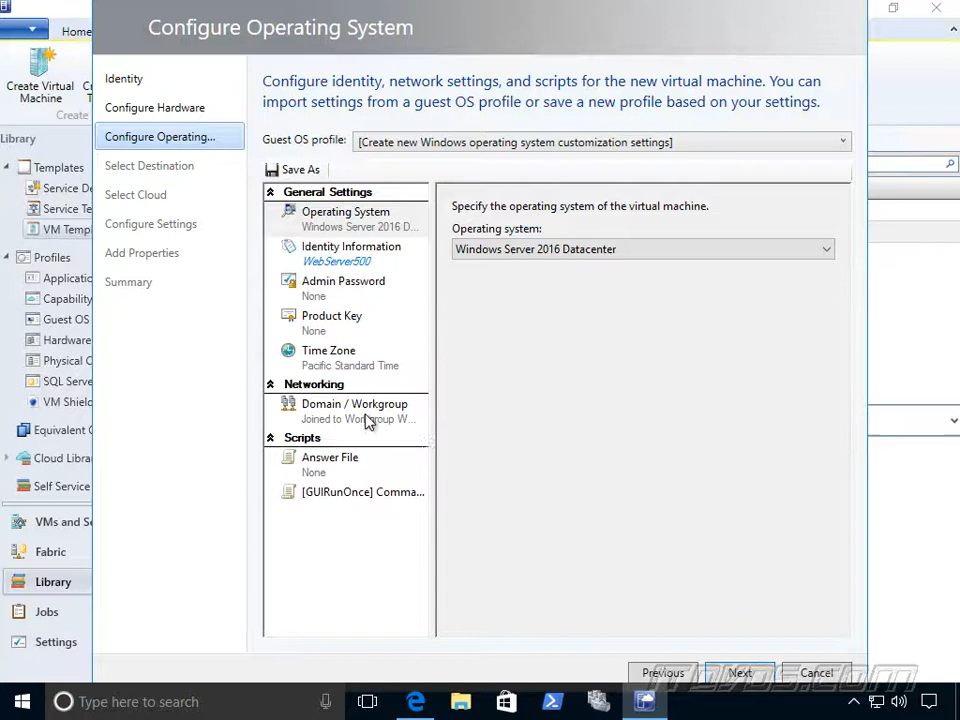 Configure Operating System
Home
Create Virtual
Machine
Create
Library
Templates
Service De
Service Te
VM Templ
Profiles
Application
Capability
Guest OS
Hardware
Physical C
SQL Serve
VM Shield
Equivalent O
Cloud Librar
Self Service
VMs and Se
Fabric
Library
Jobs
Settings
Identity
Configure Hardware
Configure Operating...
Select Destination
Select Cloud
Configure Settings
Add Properties
Summary
Configure identity, network settings, and scripts for the new virtual machine. You can
import settings from a guest OS profile or save a new profile based on your settings.
Guest OS profile: [Create new Windows operating system customization settings]
Save As
General Settings
Operating System
Windows Server 2016 D...
Identity Information
WebServer500
Admin Password
None
Product Key
None
Time Zone
Pacific Standard Time
Networking
Domain / Workgroup
Joined to Workgroup W...
Scripts
Answer File
None
[GUIRunOnce] Comma...
Specify the operating system of the virtual machine.
Operating system:
Windows Server 2016 Datacenter
Previous Next Cancel
ITdvds.com
Type here to search